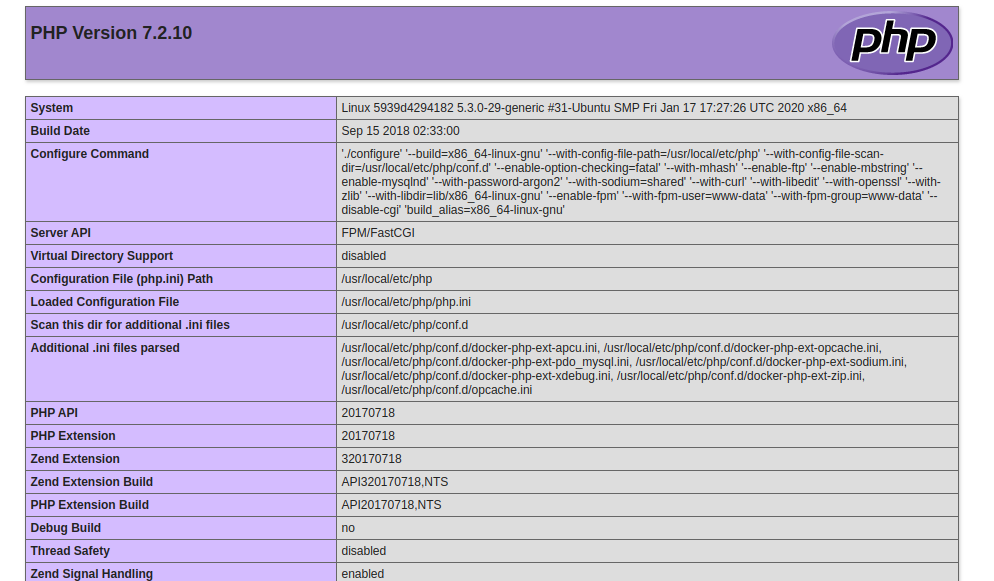 PHP Version 7.2.10
php
System
Linux 5939d4294182 5.3.0-29-generic #31-Ubuntu SMP Fri Jan 17 17:27:26 UTC 2020 x86_64
Build Date
Sep 15 2018 02:33:00
Configure Command
'./configure' '--build=x86_64-linux-gnu' '--with-config-file-path=/usr/local/etc/php' '--with-config-file-scan-
dir=/usr/local/etc/php/conf.d' '--enable-option-checking=fatal' '--with-mhash' '--enable-ftp' '--enable-mbstring' '--
enable-mysqlnd' '--with-password-argon2' '--with-sodium=shared' '--with-curl' '--with-libedit' '--with-openssl' '--with-
zlib' '--with-libdir=lib/x86_64-linux-gnu' '--enable-fpm' '--with-fpm-user=www-data' '--with-fpm-group=www-data' '--
disable-cgi' 'build_alias=x86_64-linux-gnu'
Server API
FPM/FastCGI
Virtual Directory Support
disabled
Configuration File (php.ini) Path
/usr/local/etc/php
Loaded Configuration File
/usr/local/etc/php/php.ini
Scan this dir for additional .ini files
/usr/local/etc/php/conf.d
Additional .ini files parsed
/usr/local/etc/php/conf.d/docker-php-ext-apcu.ini, /usr/local/etc/php/conf.d/docker-php-ext-opcache.ini,
/usr/local/etc/php/conf.d/docker-php-ext-pdo_mysql.ini, /usr/local/etc/php/conf.d/docker-php-ext-sodium.ini,
/usr/local/etc/php/conf.d/docker-php-ext-xdebug.ini, /usr/local/etc/php/conf.d/docker-php-ext-zip.ini,
/usr/local/etc/php/conf.d/opcache.ini
PHP API
20170718
PHP Extension
20170718
Zend Extension
320170718
Zend Extension Build
API320170718,NTS
PHP Extension Build
API20170718,NTS
Debug Build
no
Thread Safety
disabled
Zend Signal Handling
enabled